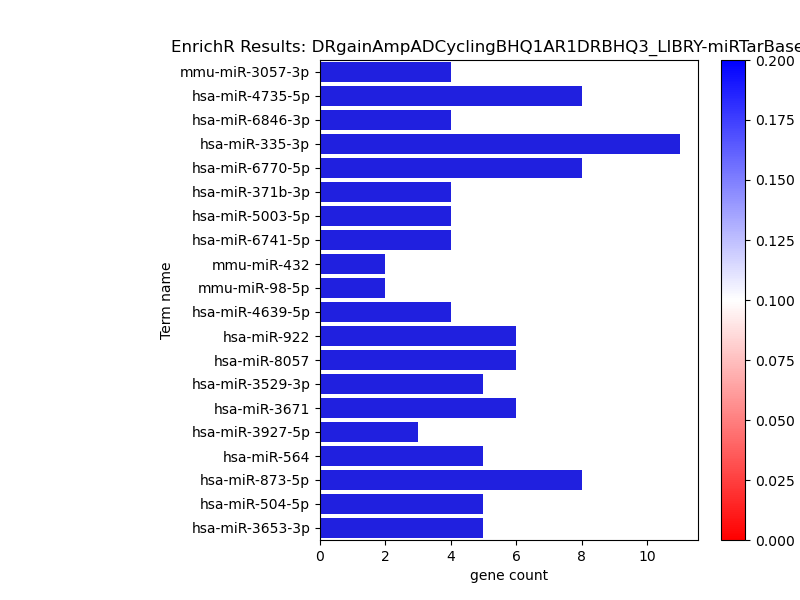 EnrichR Results: DRgainAmpADCyclingBHQ1AR1DRBHQ3_LIBRY-miRTarBase
mmu-miR-3057-3p
hsa-miR-4735-5p
hsa-miR-6846-3p
hsa-miR-335-3p
hsa-miR-6770-5p
hsa-miR-371b-3p
hsa-miR-5003-5p
hsa-miR-6741-5p
mmu-miR-432
mmu-miR-98-5p
hsa-miR-4639-5p
hsa-miR-922
hsa-miR-8057
hsa-miR-3529-3p
hsa-miR-3671
hsa-miR-3927-5p
hsa-miR-564
hsa-miR-873-5p
hsa-miR-504-5p
hsa-miR-3653-3p
Term name
0 2 4 6 8 10
gene count
0.200
0.175
0.150
0.125
0.100
0.075
0.050
0.025
0.000